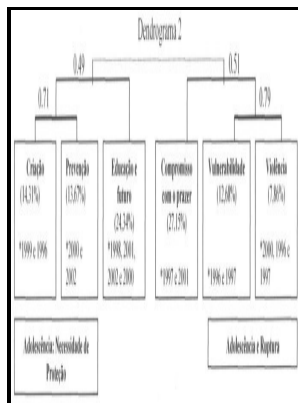 Dendrograma 2
0.49
0.51
0.71
0.79
Criação
(14,31%)
*1999 e 1996
Prevenção
(13,67%)
*2000 e
2002
Educação e
futuro
(24,34%)
*1998, 2001,
2002 e 2000
Compromisso
com o prazer
(27,15%)
*1997 e 2001
Vulnerabilidade
(12,68%)
*1996 e 1997
Violência
(7,86%)
*2000, 1996 e
1997
Adolescência: Necessidade de
Proteção
Adolescência e Ruptura